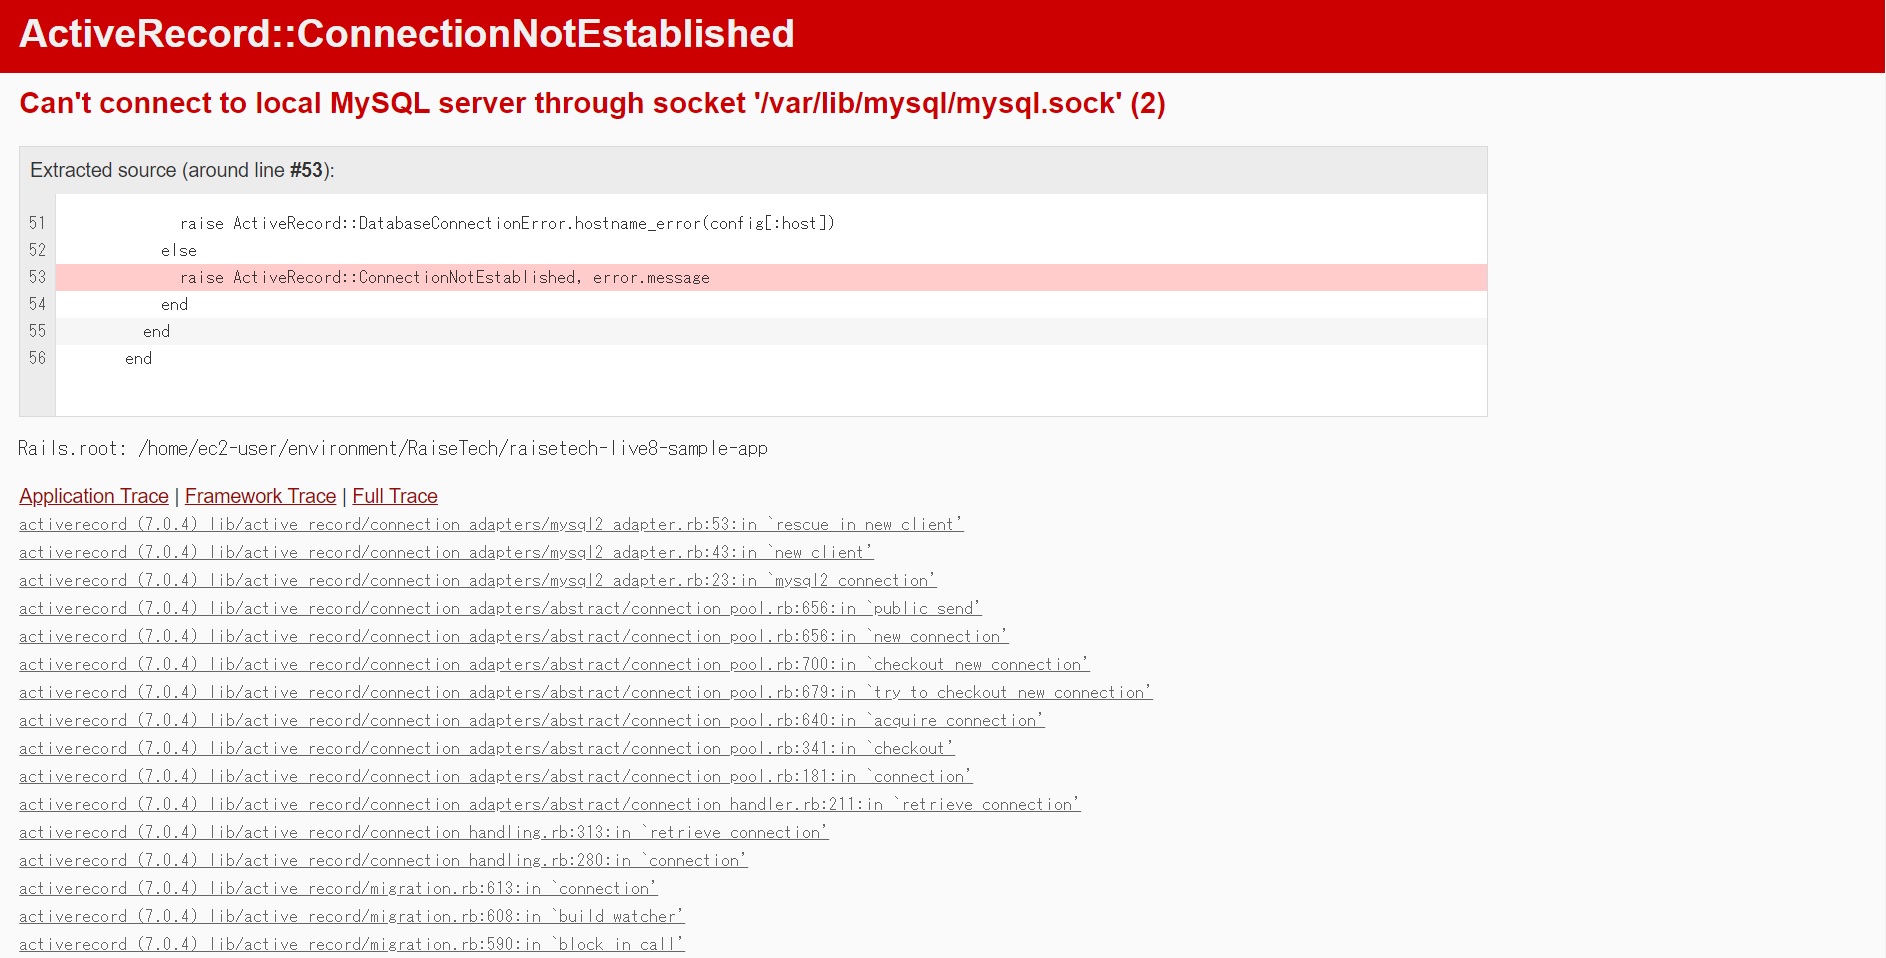 ActiveRecord::ConnectionNotEstablished
Can't connect to local MySQL server through socket '/var/lib/mysql/mysql.sock' (2)
Extracted source (around line #53):
51 raise ActiveRecord::DatabaseConnectionError.hostname_error(config[:host])
52 else
53 raise ActiveRecord::ConnectionNotEstablished, error.message
54 end
55 end
56 end
Rails.root: /home/ec2-user/environment/RaiseTech/raisetech-live8-sample-app
Application Trace | Framework Trace | Full Trace
activerecord (7.0.4) lib/active_record/connection_adapters/mysql2_adapter.rb:53:in `rescue in new_client'
activerecord (7.0.4) lib/active_record/connection_adapters/mysql2_adapter.rb:43:in `new_client'
activerecord (7.0.4) lib/active_record/connection_adapters/mysql2_adapter.rb:23:in `mysql2_connection'
activerecord (7.0.4) lib/active_record/connection_adapters/abstract/connection_pool.rb:656:in `public_send'
activerecord (7.0.4) lib/active_record/connection_adapters/abstract/connection_pool.rb:656:in `new_connection'
activerecord (7.0.4) lib/active_record/connection_adapters/abstract/connection_pool.rb:700:in `checkout_new_connection'
activerecord (7.0.4) lib/active_record/connection_adapters/abstract/connection_pool.rb:679:in `try_to_checkout_new_connection'
activerecord (7.0.4) lib/active_record/connection_adapters/abstract/connection_pool.rb:640:in `acquire_connection'
activerecord (7.0.4) lib/active_record/connection_adapters/abstract/connection_pool.rb:341:in `checkout'
activerecord (7.0.4) lib/active_record/connection_adapters/abstract/connection_pool.rb:181:in `connection'
activerecord (7.0.4) lib/active_record/connection_adapters/abstract/connection_handler.rb:211:in `retrieve_connection'
activerecord (7.0.4) lib/active_record/connection_handling.rb:313:in `retrieve_connection'
activerecord (7.0.4) lib/active_record/connection_handling.rb:280:in `connection'
activerecord (7.0.4) lib/active_record/migration.rb:613:in `connection'
activerecord (7.0.4) lib/active_record/migration.rb:608:in `build_watcher'
activerecord (7.0.4) lib/active_record/migration.rb:590:in `block in call'